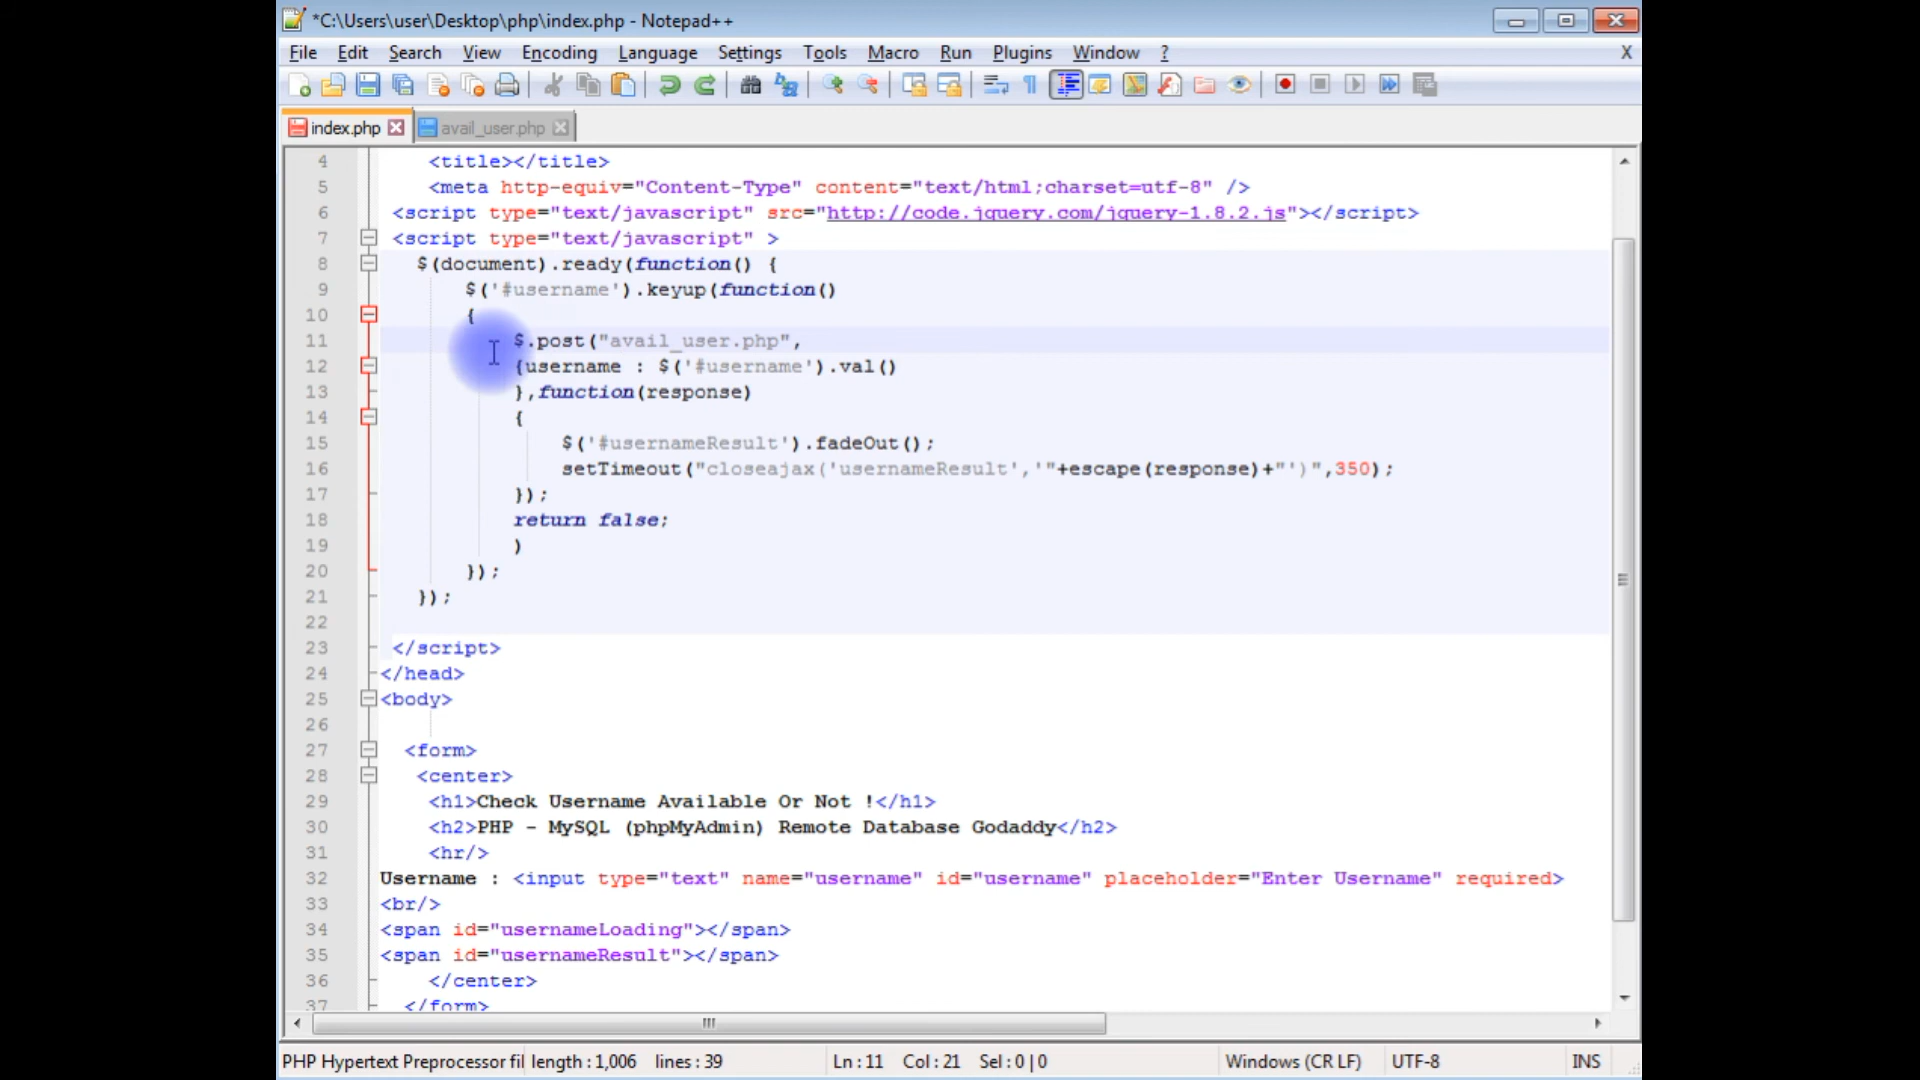 *C:\Users\user\Desktop\php\index.php - Notepad++
File Edit Search View Encoding Language Settings Tools Macro Run Plugins Window ? X
index.php avail_user.php
4 <title></title>
5 <meta http-equiv="Content-Type" content="text/html;charset=utf-8" />
6 <script type="text/javascript" src="http://code.jquery.com/jquery-1.8.2.js"></script>
7 <script type="text/javascript" >
8 $(document).ready(function() {
9 $('#username').keyup(function()
10 {
11 $.post("avail_user.php",
12 {username : $('#username').val()
13 },function(response)
14 {
15 $('#usernameResult').fadeOut();
16 setTimeout("closeajax('usernameResult','"+escape(response)+"')",350);
17 });
18 return false;
19 )
20 });
21 });
22
23 </script>
24 </head>
25 <body>
26
27 <form>
28 <center>
29 <h1>Check Username Available Or Not !</h1>
30 <h2>PHP - MySQL (phpMyAdmin) Remote Database Godaddy</h2>
31 <hr/>
32 Username : <input type="text" name="username" id="username" placeholder="Enter Username" required>
33 <br/>
34 <span id="usernameLoading"></span>
35 <span id="usernameResult"></span>
36 </center>
37 </form>
PHP Hypertext Preprocessor fil length : 1,006 lines : 39 Ln : 11 Col : 21 Sel : 0 | 0 Windows (CR LF) UTF-8 INS